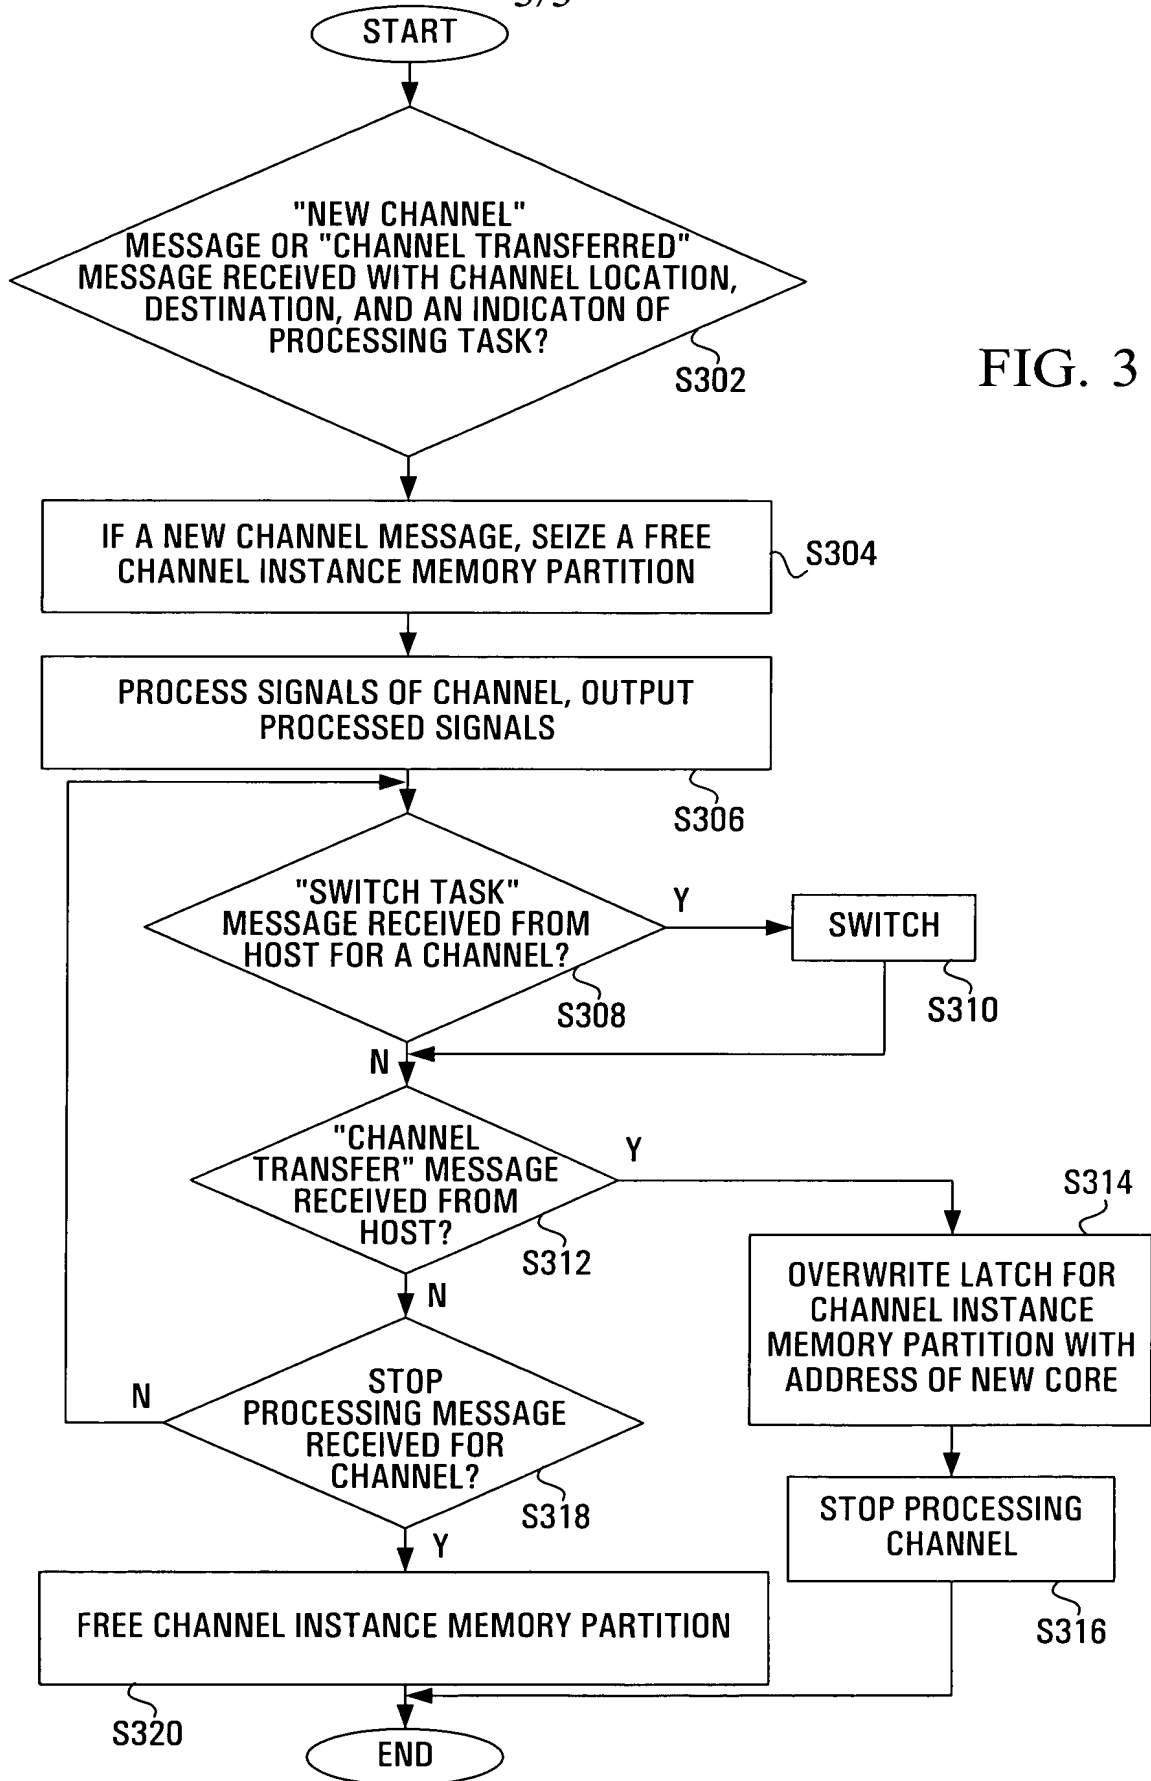 START
"NEW CHANNEL"
MESSAGE OR "CHANNEL TRANSFERRED"
MESSAGE RECEIVED WITH CHANNEL LOCATION,
DESTINATION, AND AN INDICATON OF
PROCESSING TASK?
S302
FIG. 3
IF A NEW CHANNEL MESSAGE, SEIZE A FREE
CHANNEL INSTANCE MEMORY PARTITION
S304
PROCESS SIGNALS OF CHANNEL, OUTPUT
PROCESSED SIGNALS
S306
"SWITCH TASK"
MESSAGE RECEIVED FROM
HOST FOR A CHANNEL?
S308
Y
SWITCH
S310
N
"CHANNEL
TRANSFER" MESSAGE
RECEIVED FROM
HOST?
S312
Y
S314
OVERWRITE LATCH FOR
CHANNEL INSTANCE
MEMORY PARTITION WITH
ADDRESS OF NEW CORE
N
STOP
PROCESSING MESSAGE
RECEIVED FOR
CHANNEL?
S318
N
STOP PROCESSING
CHANNEL
S316
Y
FREE CHANNEL INSTANCE MEMORY PARTITION
S320
END